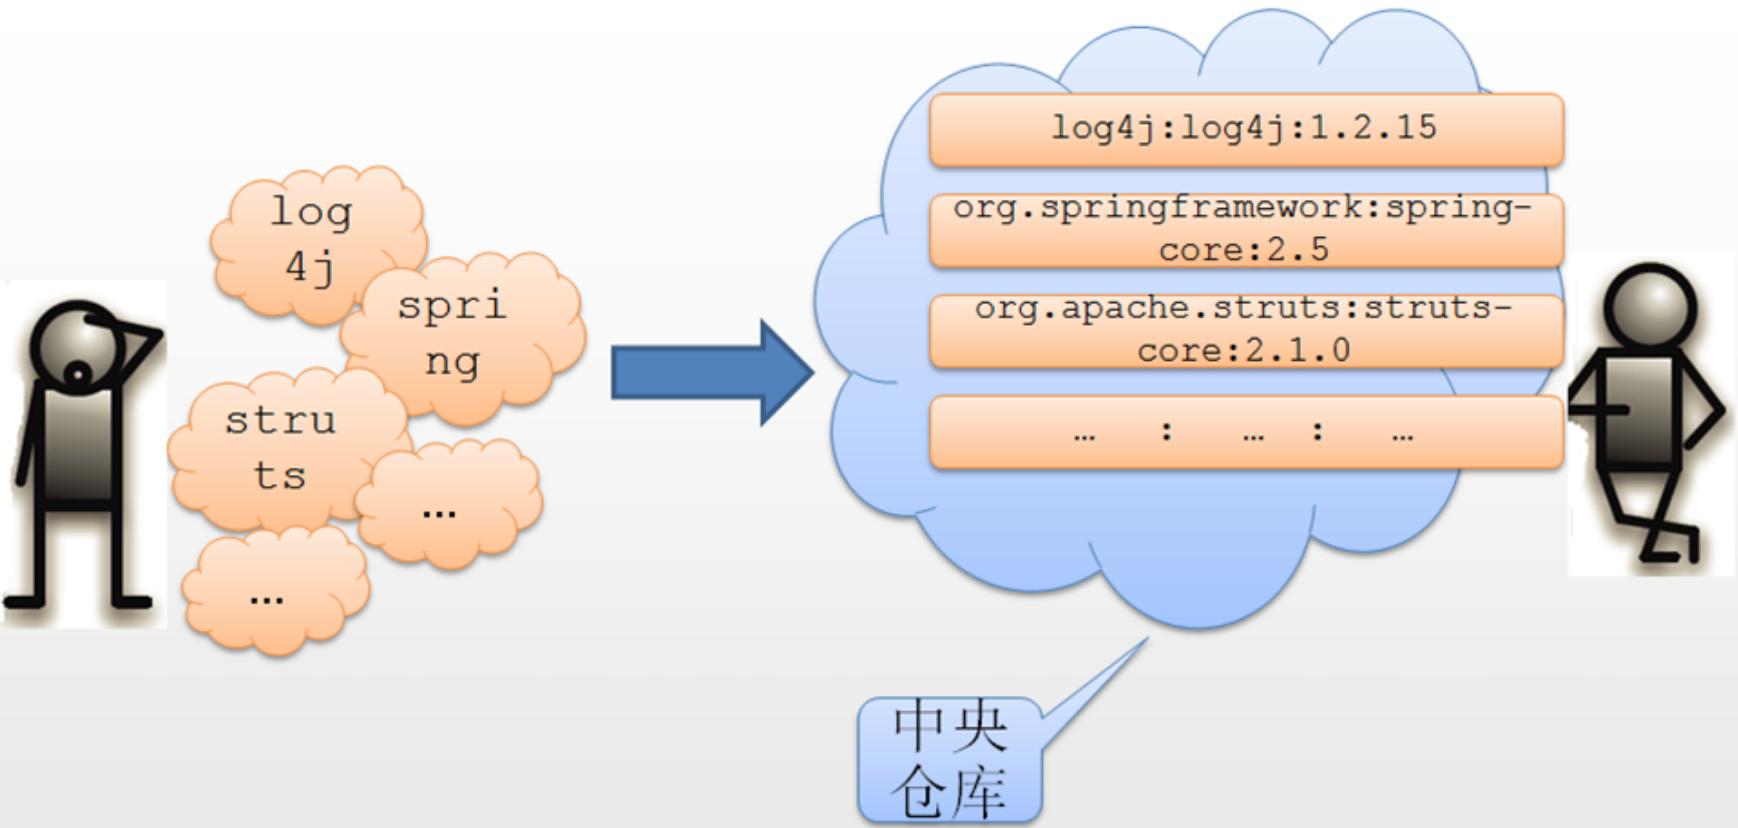 log
4j
spri
ng
stru
ts
…
…
log4j:log4j:1.2.15
org.springframework:spring-
core:2.5
org.apache.struts:struts-
core:2.1.0
… : … : …
中央
仓库